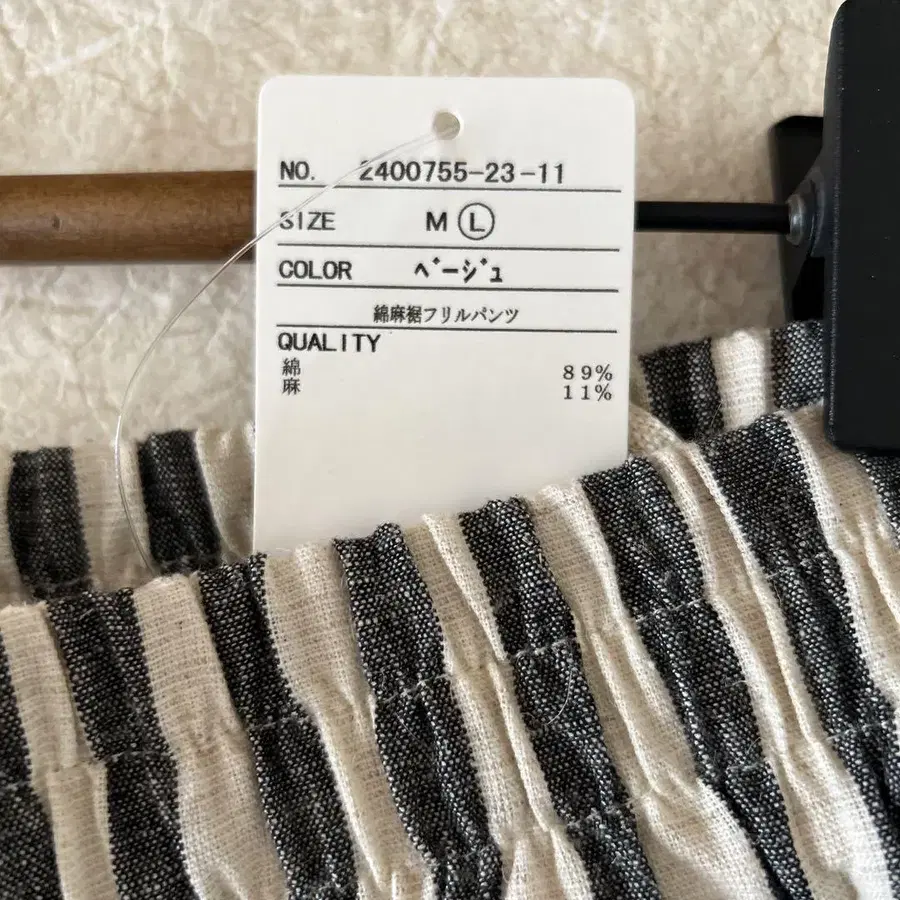 NO. 2400755-23-11
SIZE M L
COLOR ﾍﾞｰｼﾞｭ
綿麻裾フリルパンツ
QUALITY
綿 89%
麻 11%